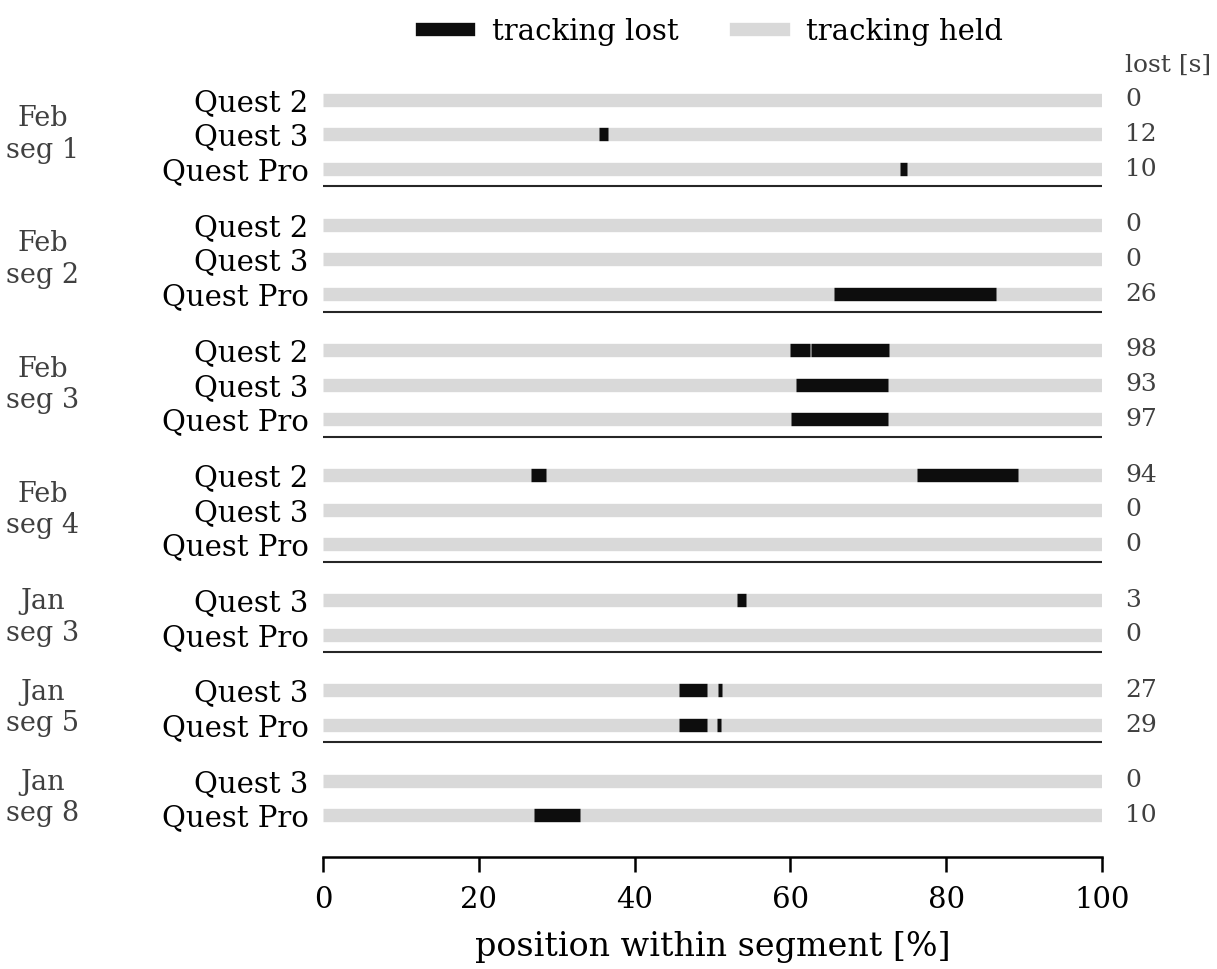 tracking lost tracking held
lost [s]
Feb
seg 1
Quest 2 0
Quest 3 12
Quest Pro 10
Feb
seg 2
Quest 2 0
Quest 3 0
Quest Pro 26
Feb
seg 3
Quest 2 98
Quest 3 93
Quest Pro 97
Feb
seg 4
Quest 2 94
Quest 3 0
Quest Pro 0
Jan
seg 3
Quest 3 3
Quest Pro 0
Jan
seg 5
Quest 3 27
Quest Pro 29
Jan
seg 8
Quest 3 0
Quest Pro 10
0 20 40 60 80 100
position within segment [%]